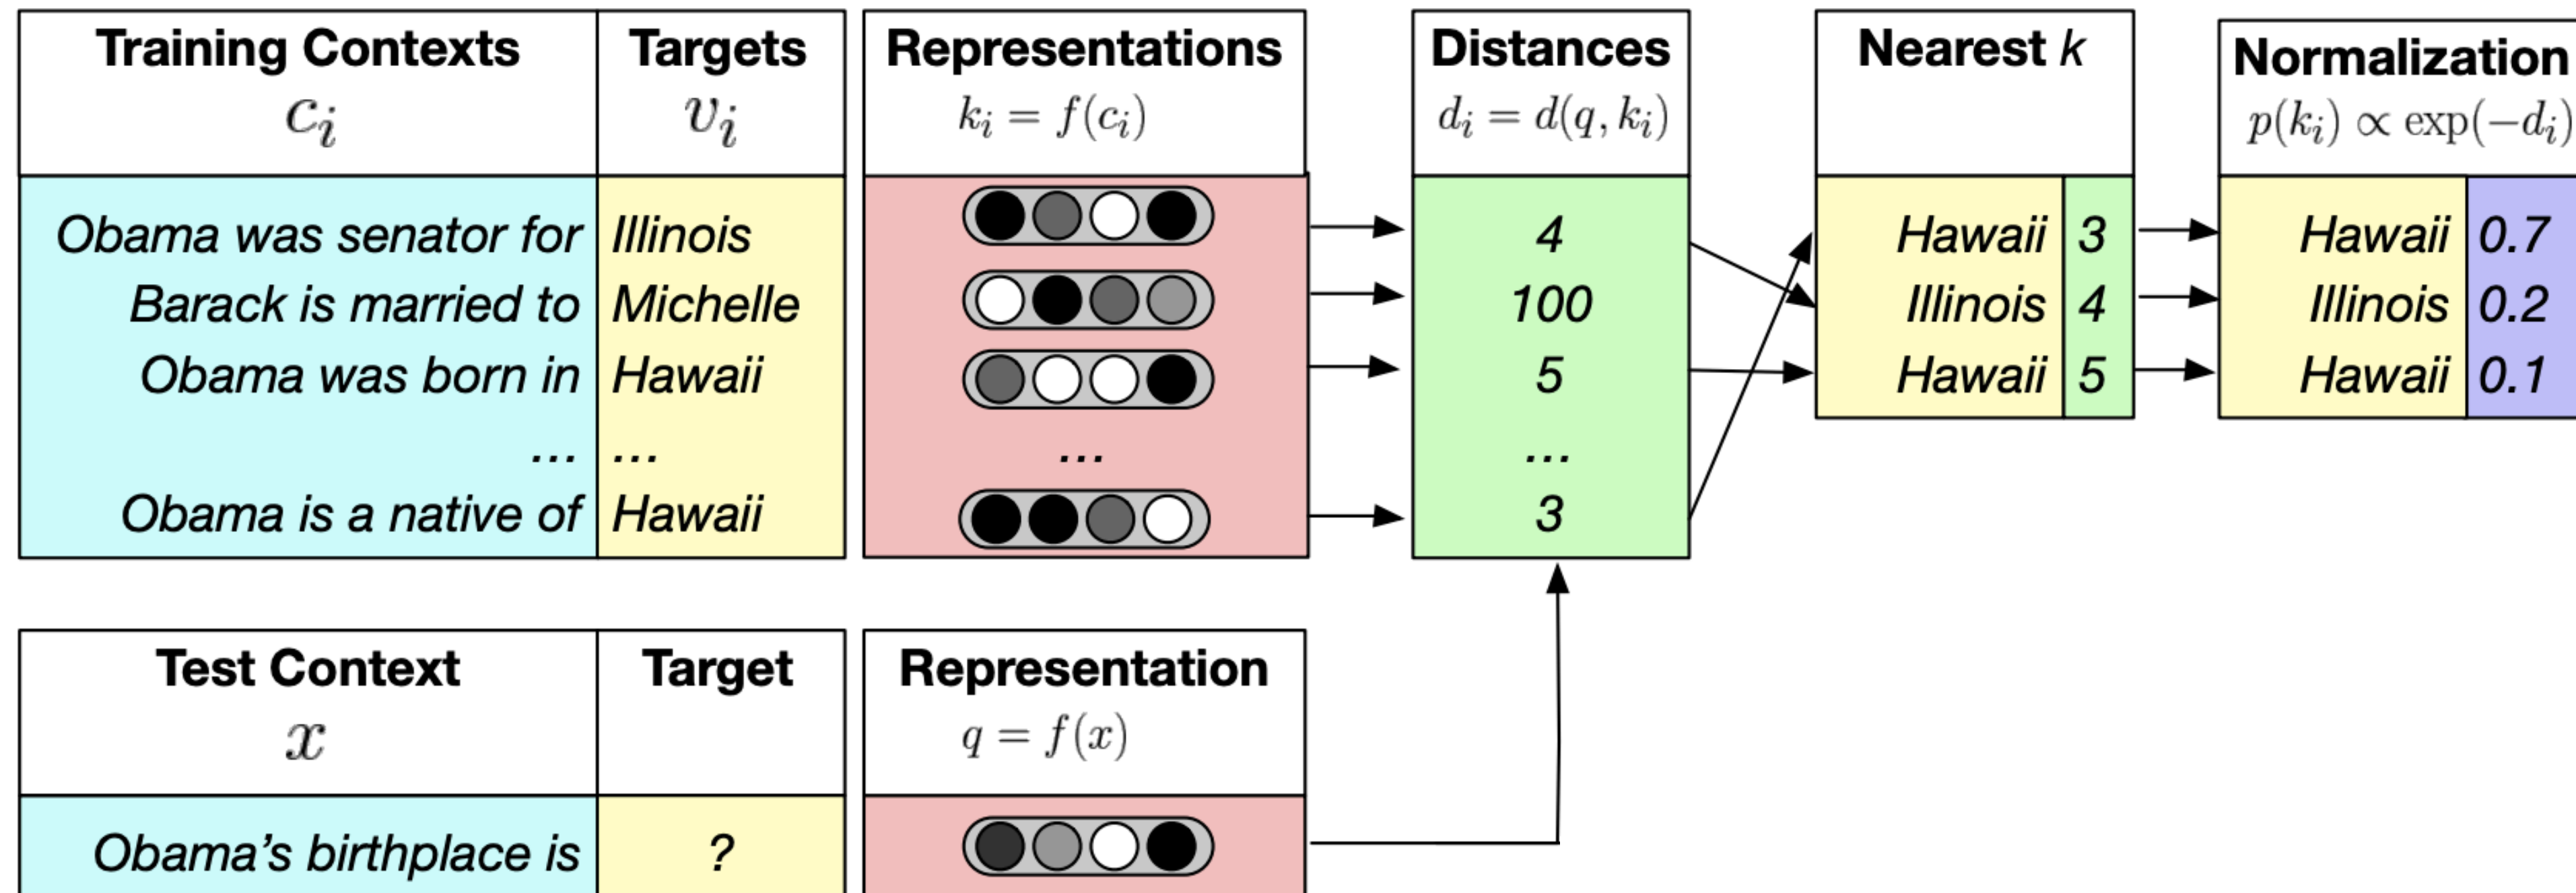 Training Contexts Targets Representations Distances Nearest k Normalization
c_i v_i k_i = f(c_i) d_i = d(q, k_i) p(k_i) ∝ exp(−d_i)
Obama was senator for Illinois 4 Hawaii 3 Hawaii 0.7
Barack is married to Michelle 100 Illinois 4 Illinois 0.2
Obama was born in Hawaii 5 Hawaii 5 Hawaii 0.1
... ... ... ...
Obama is a native of Hawaii 3
Test Context Target Representation
x q = f(x)
Obama’s birthplace is ?